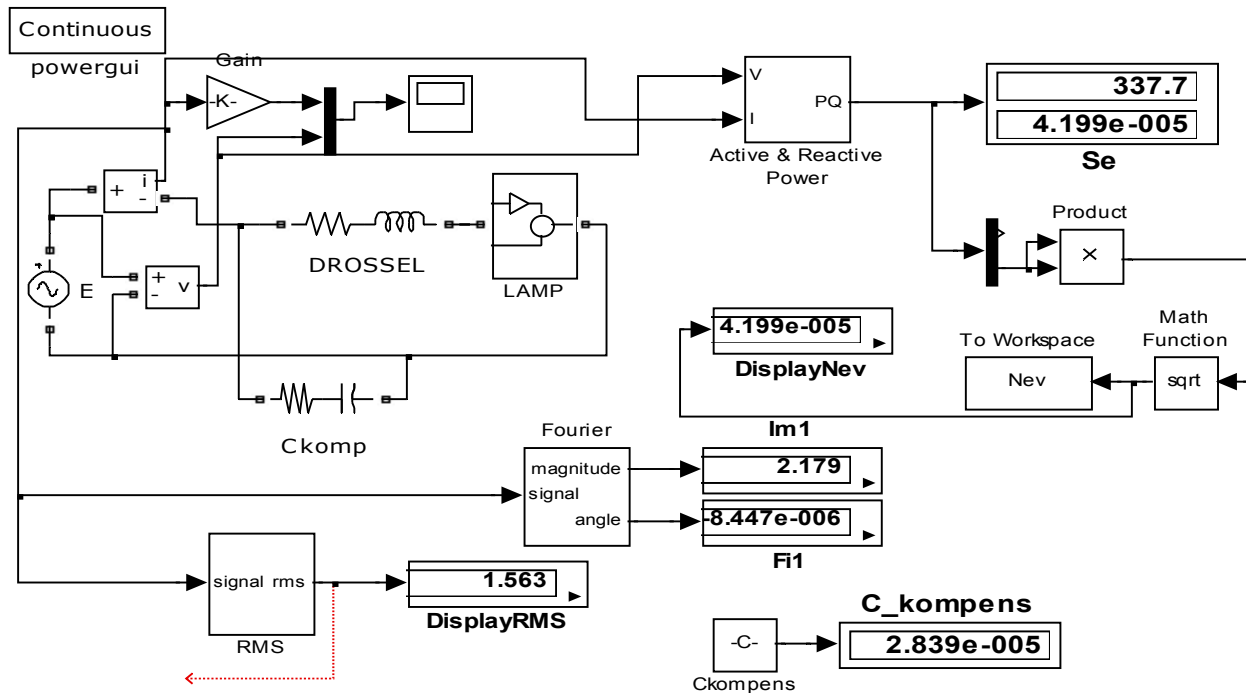 Continuous
powergui
Gain
-K-
V
I
PQ
Active & Reactive
Power
337.7
4.199e-005
Se
+
i
-
DROSSEL
LAMP
Product
×
E
+
+
-
v
4.199e-005
DisplayNev
To Workspace
Nev
Math
Function
sqrt
Ckomp
Fourier
magnitude
signal
angle
Im1
2.179
-8.447e-006
Fi1
signal rms
RMS
1.563
DisplayRMS
C_kompens
-C-
2.839e-005
Ckompens